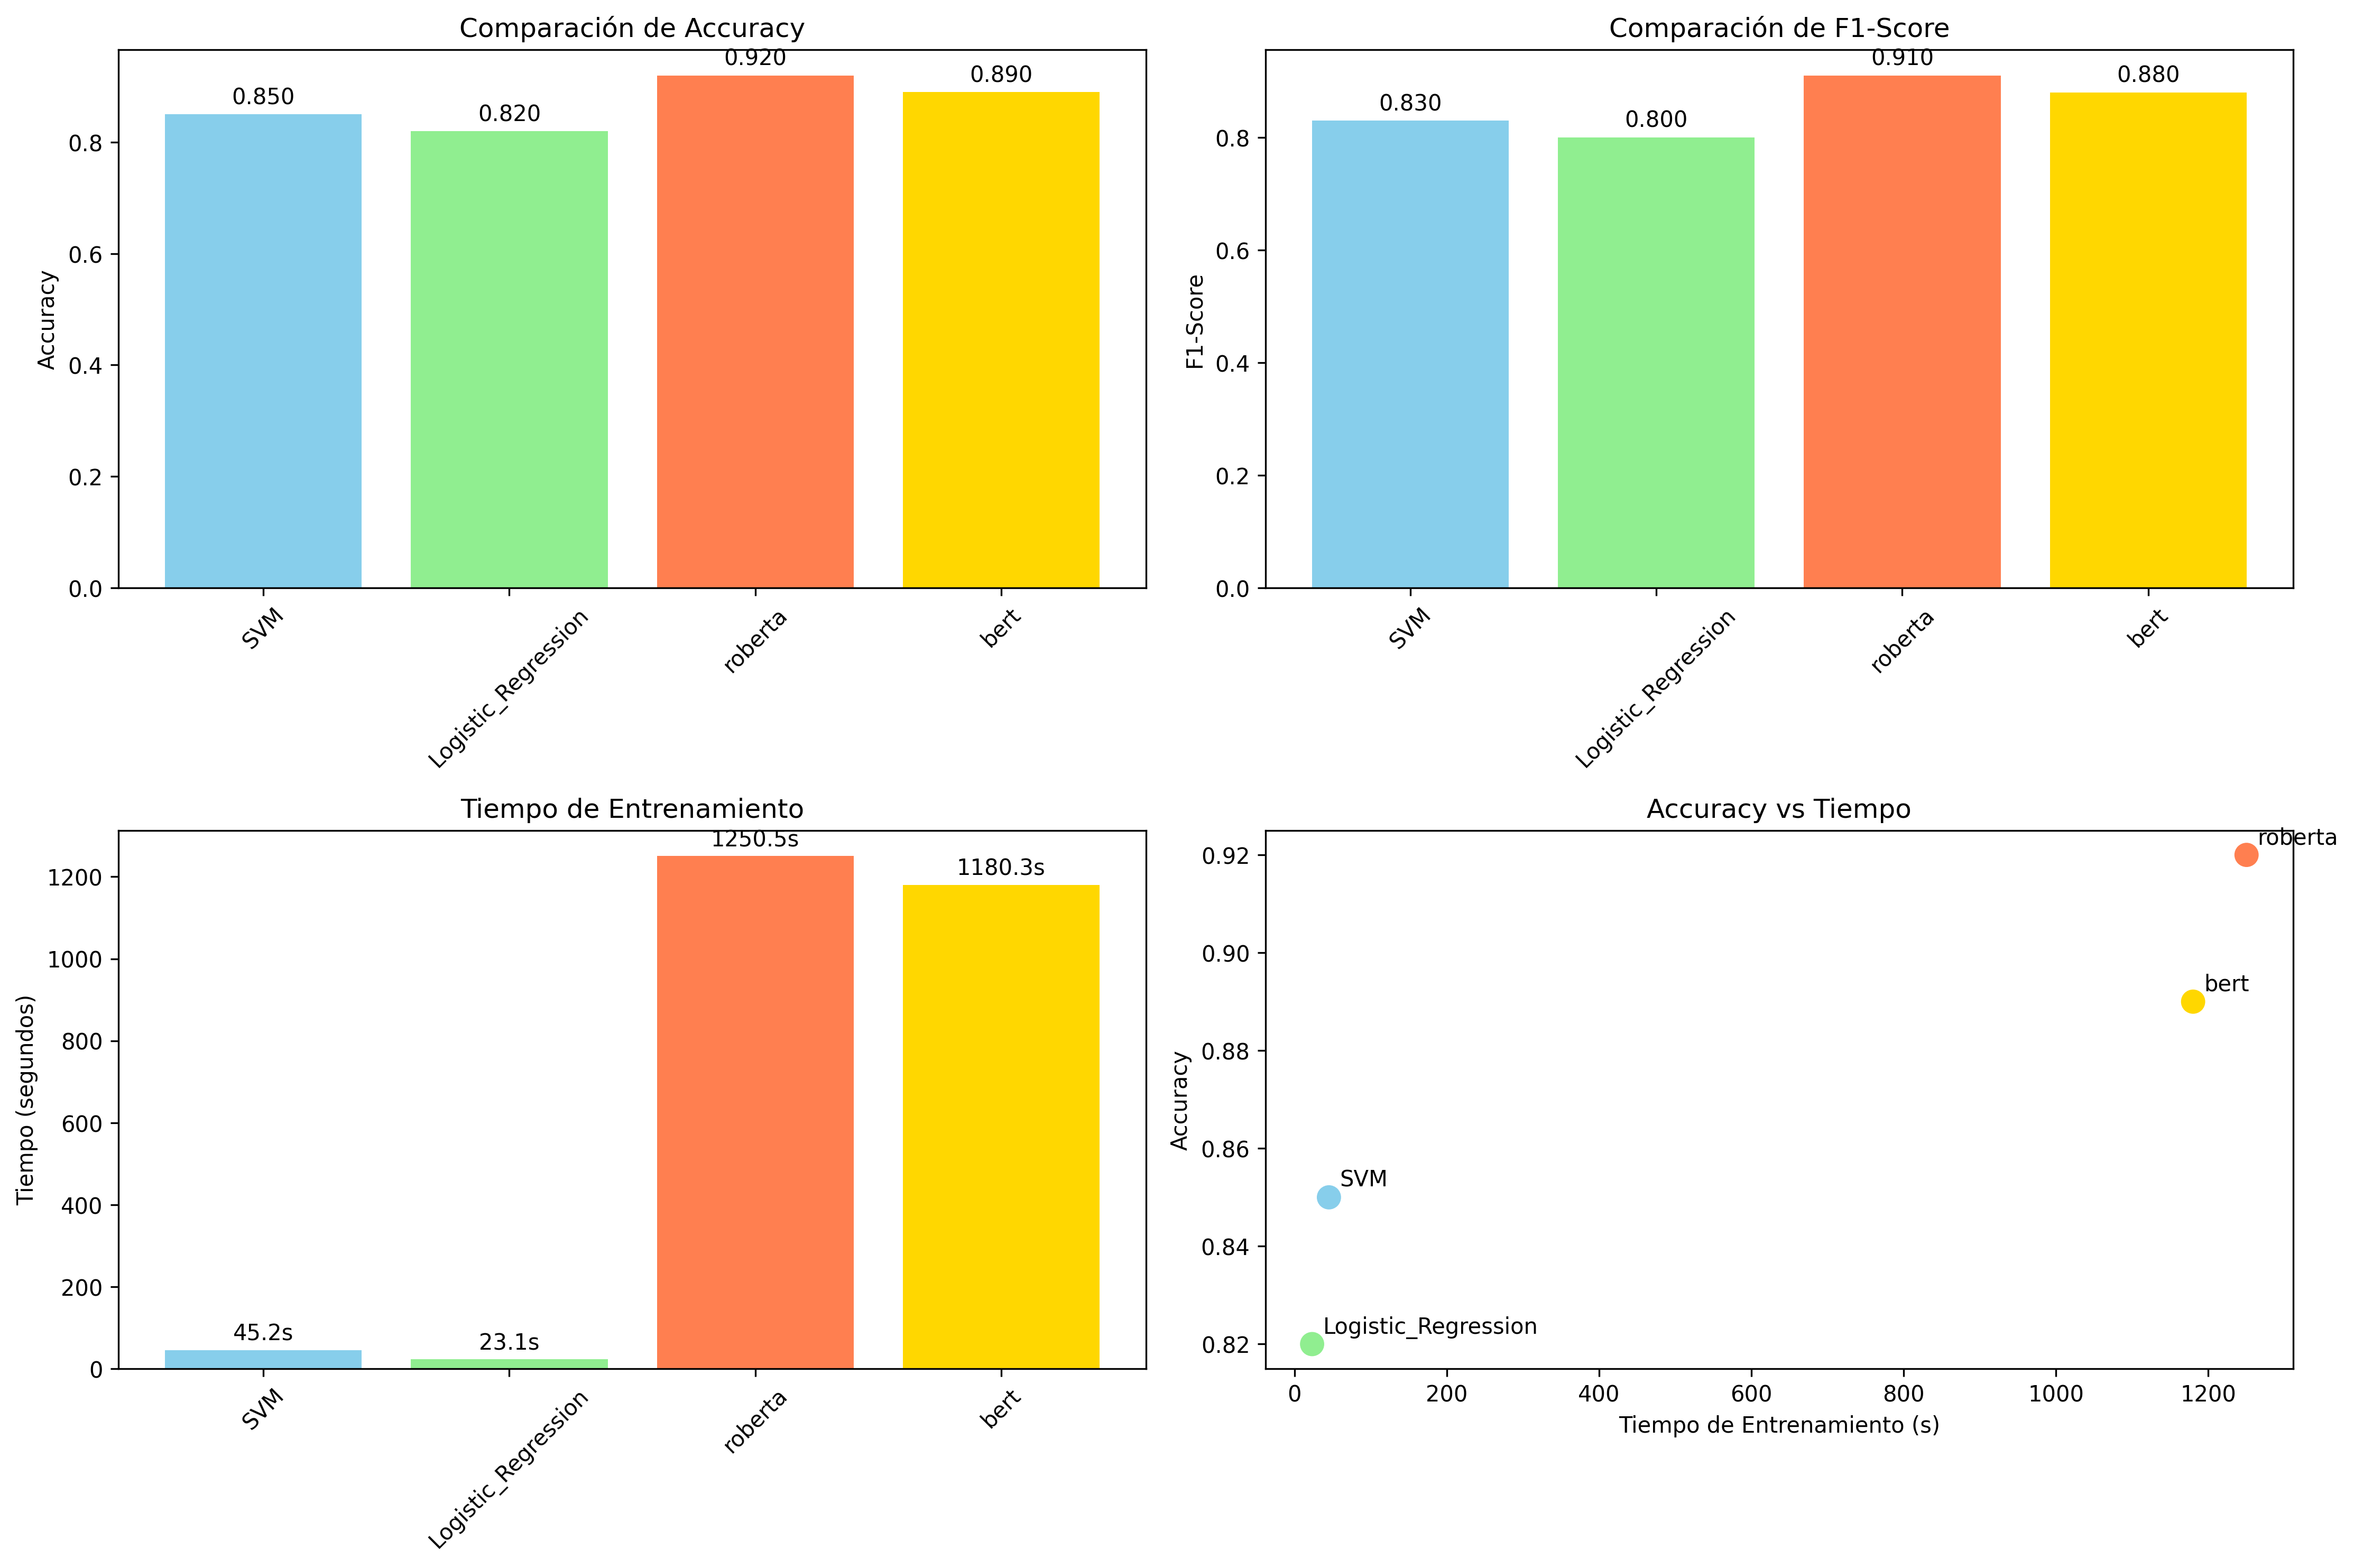 Comparación de Accuracy
Accuracy
0.8
0.6
0.4
0.2
0.0
0.850
0.820
0.920
0.890
SVM
Logistic_Regression
roberta
bert
Comparación de F1-Score
F1-Score
0.8
0.6
0.4
0.2
0.0
0.830
0.800
0.910
0.880
SVM
Logistic_Regression
roberta
bert
Tiempo de Entrenamiento
Tiempo (segundos)
1200
1000
800
600
400
200
0
45.2s
23.1s
1250.5s
1180.3s
SVM
Logistic_Regression
roberta
bert
Accuracy vs Tiempo
Accuracy
0.92
0.90
0.88
0.86
0.84
0.82
roberta
bert
SVM
Logistic_Regression
0
200
400
600
800
1000
1200
Tiempo de Entrenamiento (s)